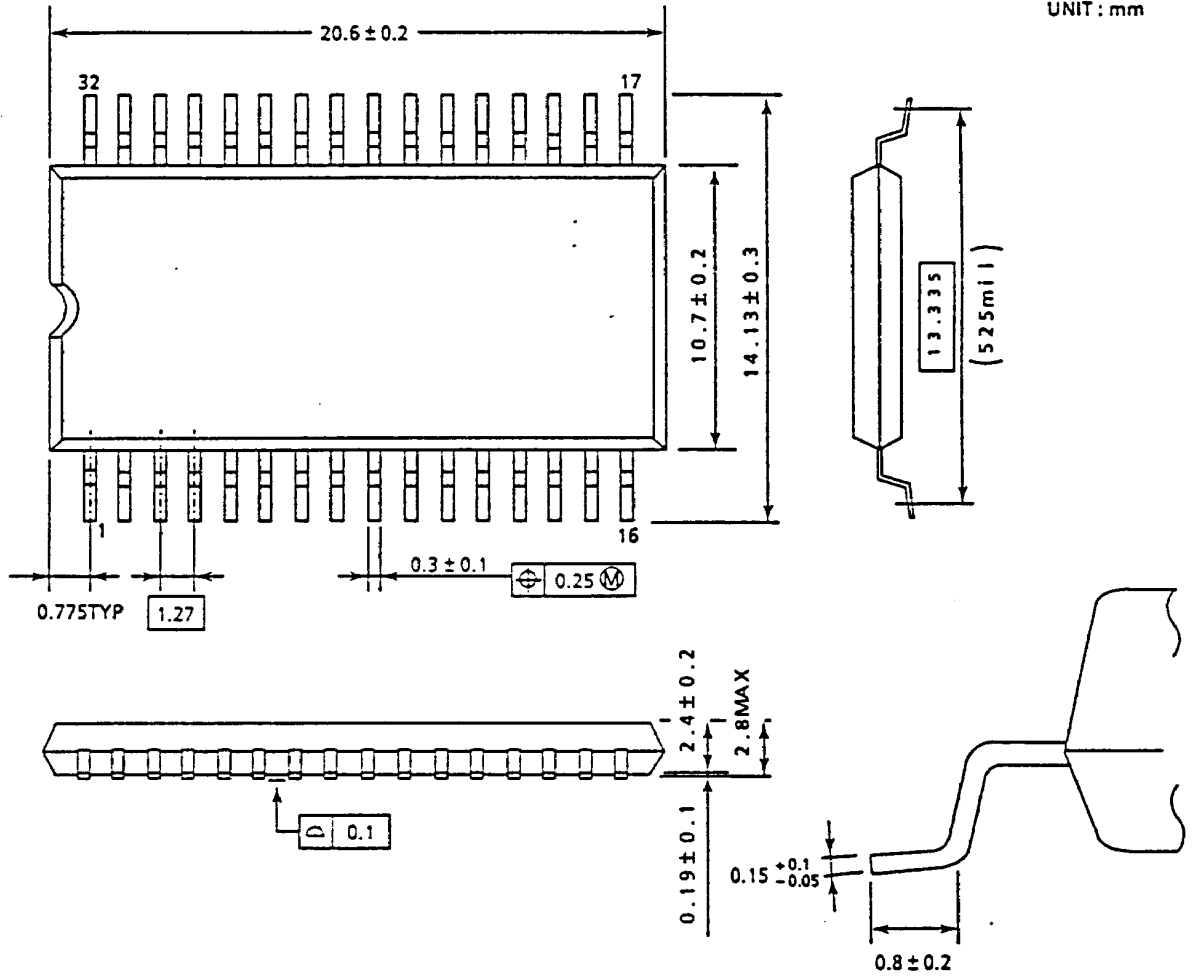 UNIT : mm
20.6 ± 0.2
32
17
10.7 ± 0.2
14.13 ± 0.3
13.335
(525mil)
1
16
0.775TYP
1.27
0.3 ± 0.1
0.25 Ⓜ
2.4 ± 0.2
2.8MAX
0.1
0.19 ± 0.1
0.15 +0.1 -0.05
0.8 ± 0.2